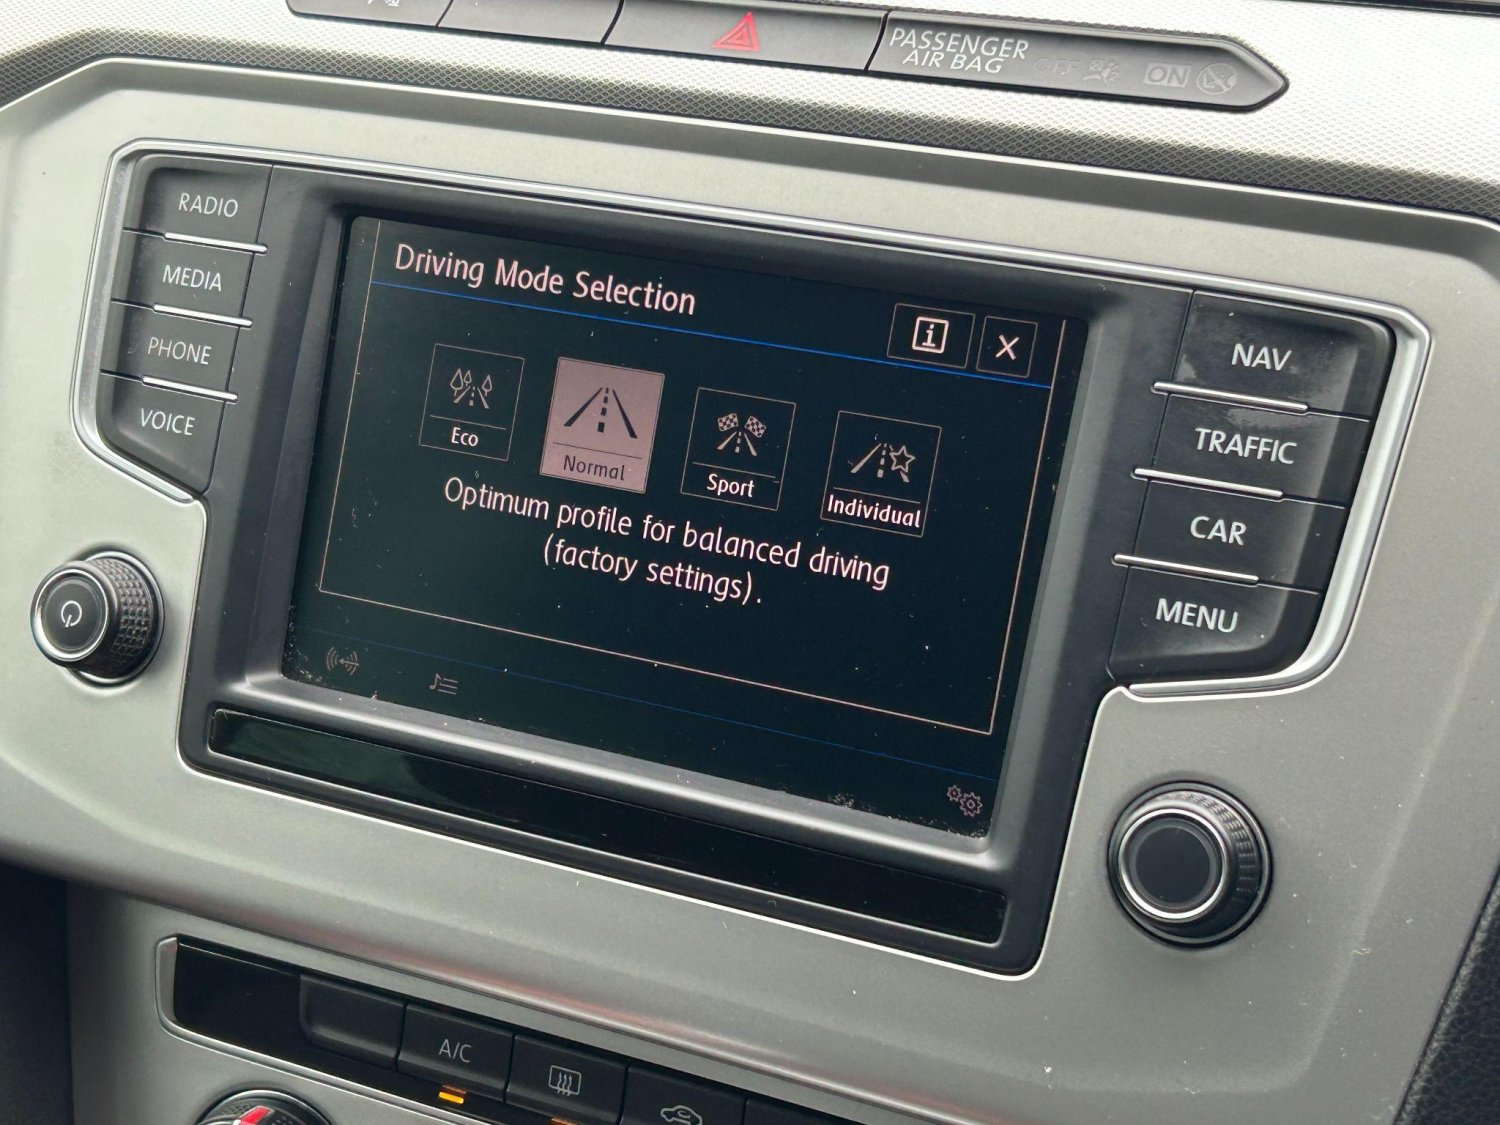 PASSENGER
AIR BAG
OFF
ON
RADIO
MEDIA
PHONE
VOICE
Driving Mode Selection
i
X
Eco
Normal
Sport
Individual
Optimum profile for balanced driving
(factory settings).
NAV
TRAFFIC
CAR
MENU
A/C